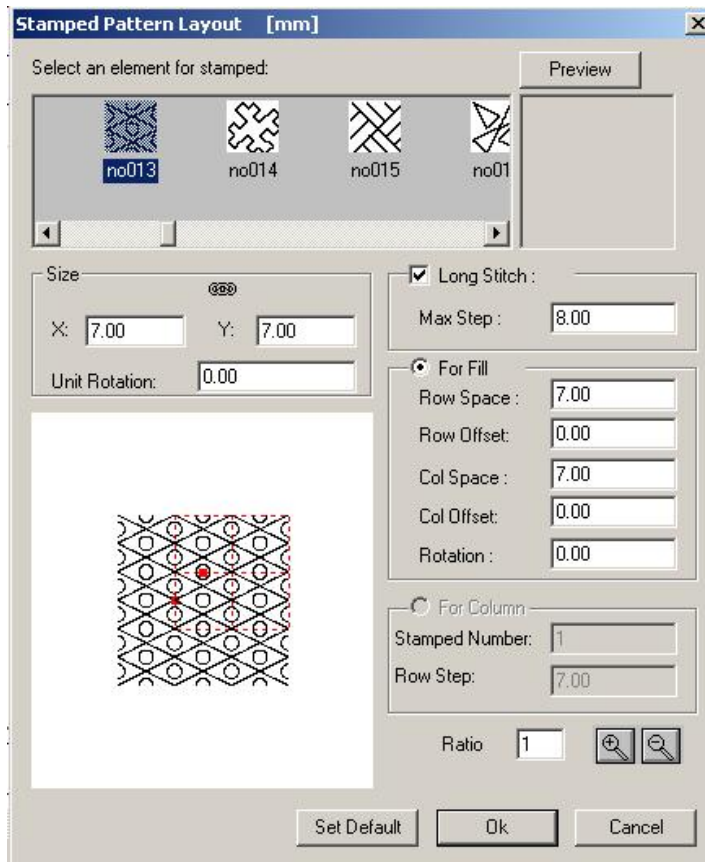 Stamped Pattern Layout [mm]
Select an element for stamped:
Preview
no013 no014 no015 no01
Size
X: 7.00 Y: 7.00
Unit Rotation: 0.00
Long Stitch :
Max Step : 8.00
For Fill
Row Space : 7.00
Row Offset: 0.00
Col Space : 7.00
Col Offset: 0.00
Rotation : 0.00
For Column
Stamped Number: 1
Row Step: 7.00
Ratio 1
Set Default Ok Cancel